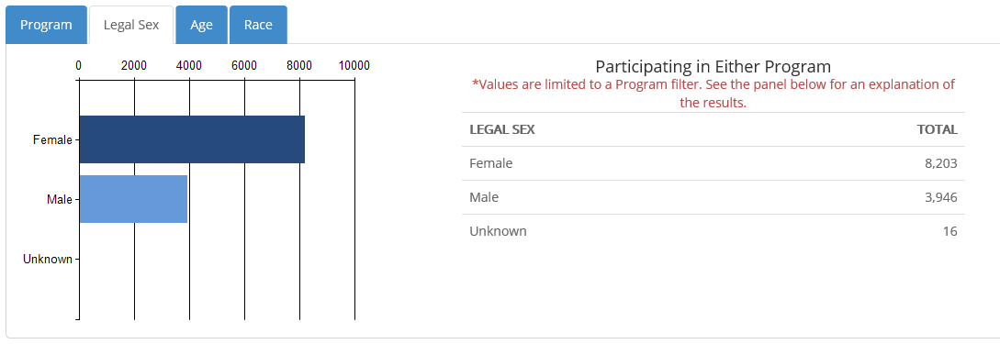 Program Legal Sex Age Race
0 2000 4000 6000 8000 10000
Female
Male
Unknown
Participating in Either Program
*Values are limited to a Program filter. See the panel below for an explanation of
the results.
LEGAL SEX TOTAL
Female 8,203
Male 3,946
Unknown 16